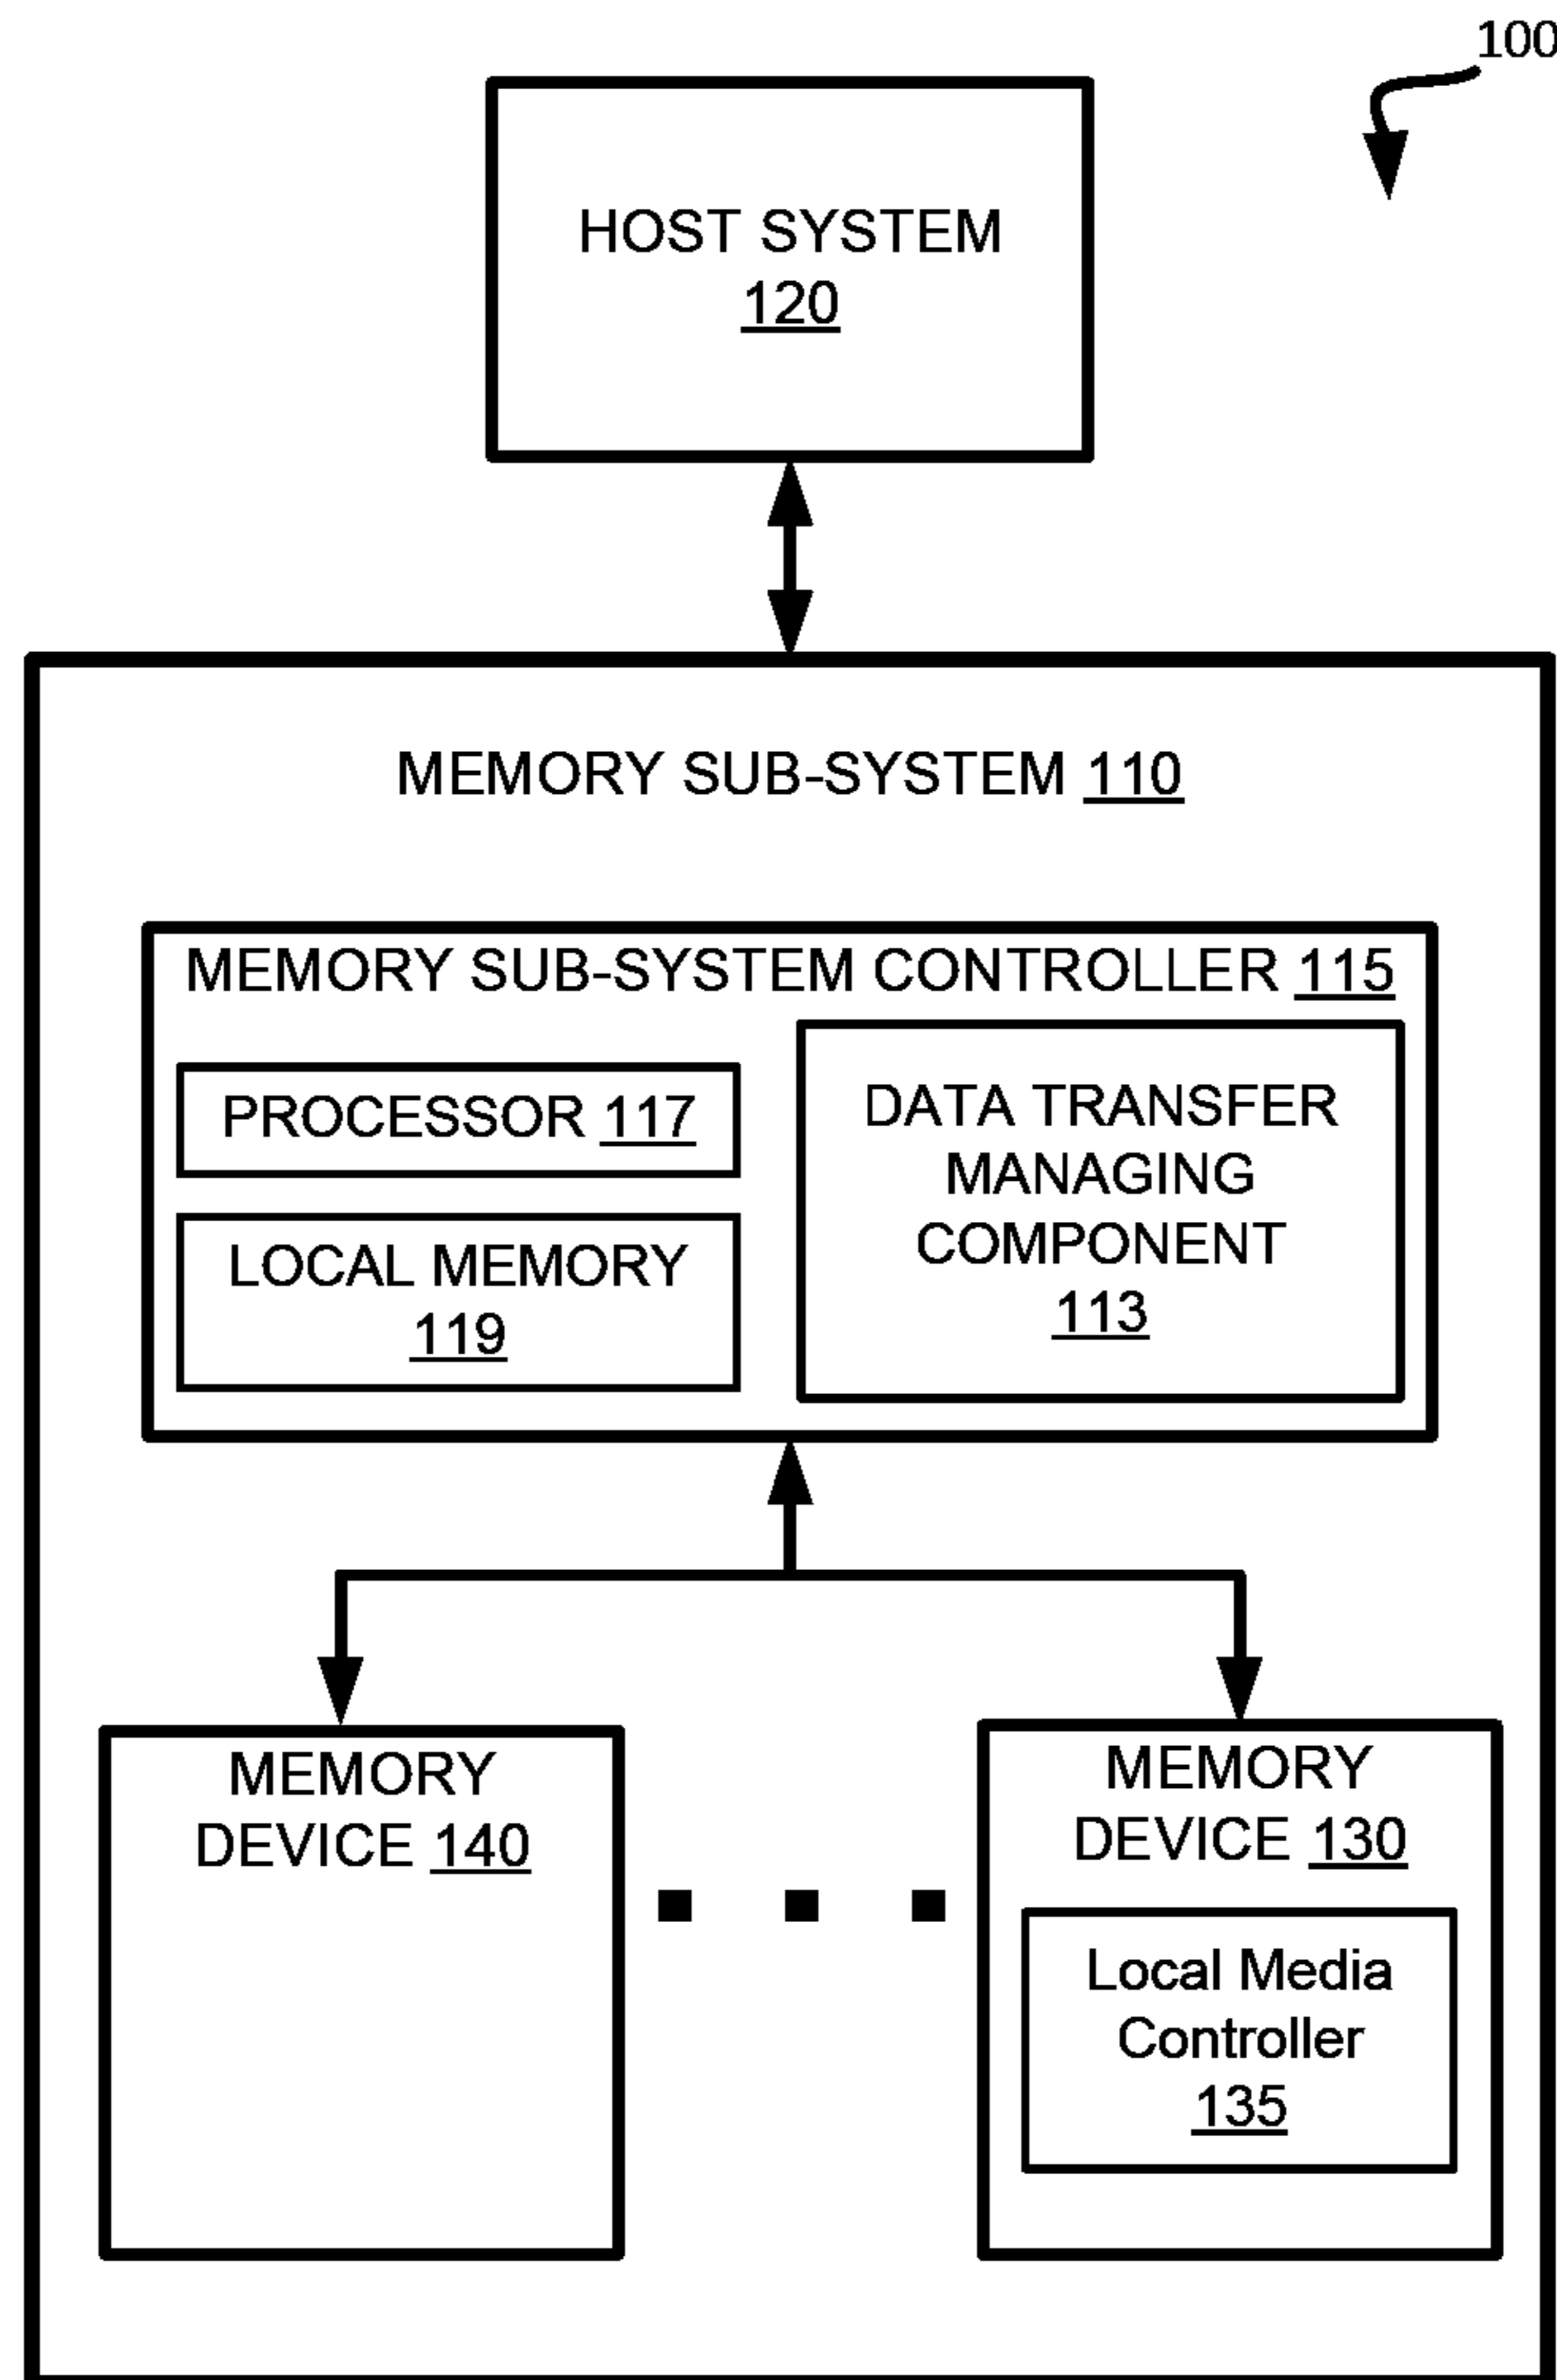 100
HOST SYSTEM
120
MEMORY SUB-SYSTEM 110
MEMORY SUB-SYSTEM CONTROLLER 115
PROCESSOR 117
LOCAL MEMORY
119
DATA TRANSFER
MANAGING
COMPONENT
113
MEMORY
DEVICE 140
MEMORY
DEVICE 130
Local Media
Controller
135